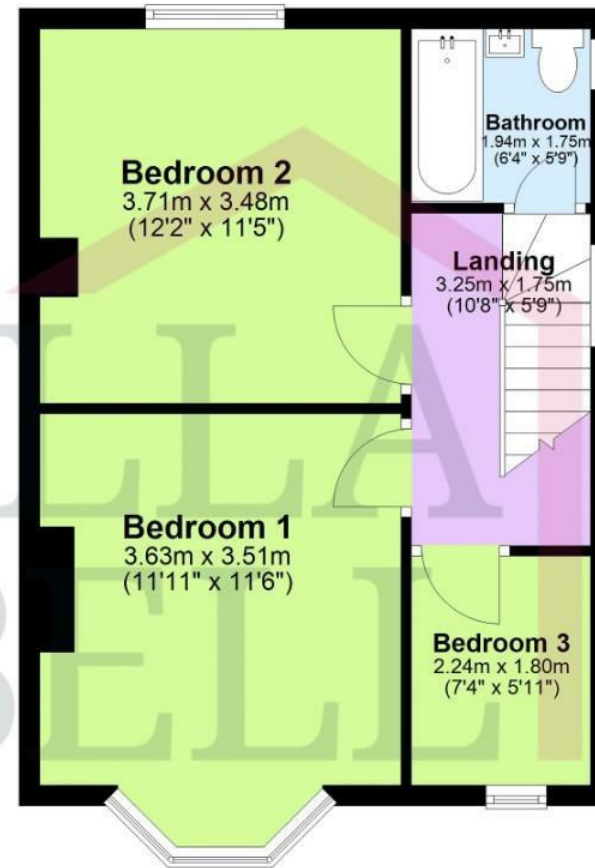 Bedroom 2
3.71m x 3.48m
(12'2" x 11'5")
Bathroom
1.94m x 1.75m
(6'4" x 5'9")
Landing
3.25m x 1.75m
(10'8" x 5'9")
Bedroom 1
3.63m x 3.51m
(11'11" x 11'6")
Bedroom 3
2.24m x 1.80m
(7'4" x 5'11")
LLA
BELL